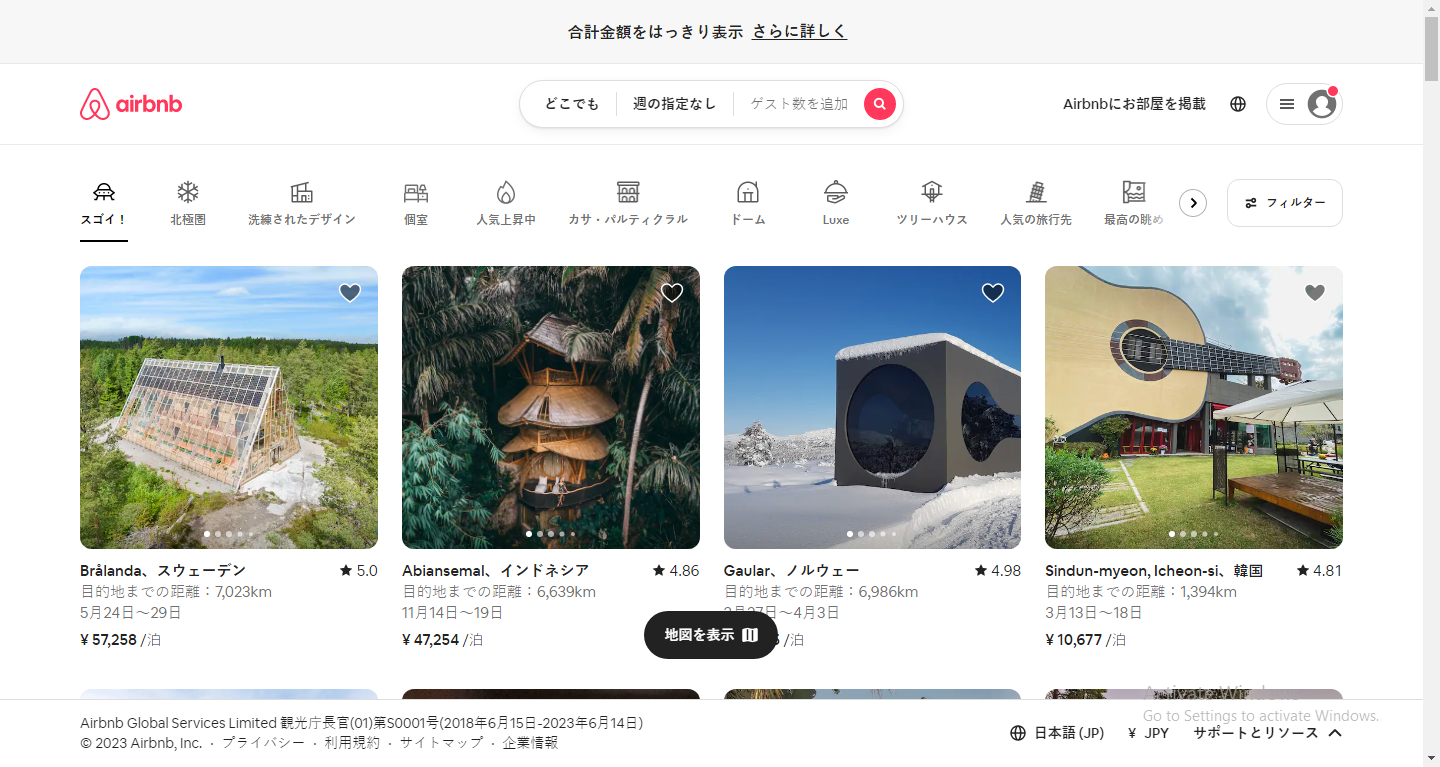 合計金額をはっきり表示 さらに詳しく
airbnb
どこでも 週の指定なし ゲスト数を追加
Airbnbにお部屋を掲載
スゴイ! 北極圏 洗練されたデザイン 個室 人気上昇中 カサ・パルティクラル ドーム Luxe ツリーハウス 人気の旅行先 最高の眺め
フィルター
Brålanda、スウェーデン ★ 5.0
目的地までの距離:7,023km
5月24日〜29日
¥ 57,258 /泊
Abiansemal、インドネシア ★ 4.86
目的地までの距離:6,639km
11月14日〜19日
¥ 47,254 /泊
Gaular、ノルウェー ★ 4.98
目的地までの距離:6,986km
〜4月3日
/泊
Sindun-myeon, Icheon-si、韓国 ★ 4.81
目的地までの距離:1,394km
3月13日〜18日
¥ 10,677 /泊
地図を表示
Airbnb Global Services Limited 観光庁長官(01)第S0001号(2018年6月15日-2023年6月14日)
© 2023 Airbnb, Inc. · プライバシー · 利用規約 · サイトマップ · 企業情報
日本語 (JP) ¥ JPY サポートとリソース
Activate Windows
Go to Settings to activate Windows.